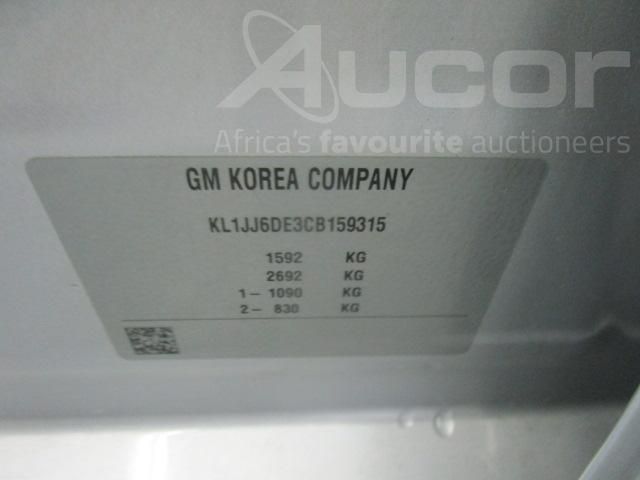 Aucor
Africa's favourite auctioneers
GM KOREA COMPANY
KL1JJ6DE3CB159315
1592 KG
2692 KG
1- 1090 KG
2- 830 KG